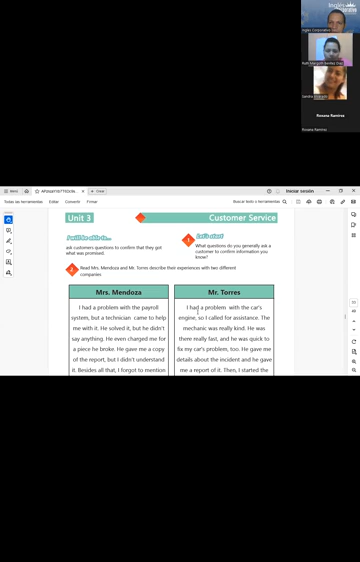 Inglés
Corporativo
Inglés Corporativo
Ruth Margoth Benítez Díaz
Sandra
Roxana Ramirez
Roxana Ramirez
Menú
+ Crear
Iniciar sesión
Todas las herramientas
Editar
Convertir
Firmar
Buscar texto y herramientas
Unit 3
Customer Service
I will be able to...
ask customers questions to confirm that they got
what was promised.
1
Let's start
What questions do you generally ask a
customer to confirm information you
know?
2
Read Mrs. Mendoza and Mr. Torres describe their experiences with two different
companies
Mrs. Mendoza
I had a problem with the payroll
system, but a technician came to help
me with it. He solved it, but he didn't
say anything. He even charged me for
a piece he broke. He gave me a copy
of the report, but I didn't understand
it. Besides all that, I forgot to mention
Mr. Torres
I had a problem with the car's
engine, so I called for assistance. The
mechanic was really kind. He was
there really fast, and he was quick to
fix my car's problem, too. He gave me
details about the incident and he gave
me a report of it. Then, I started the